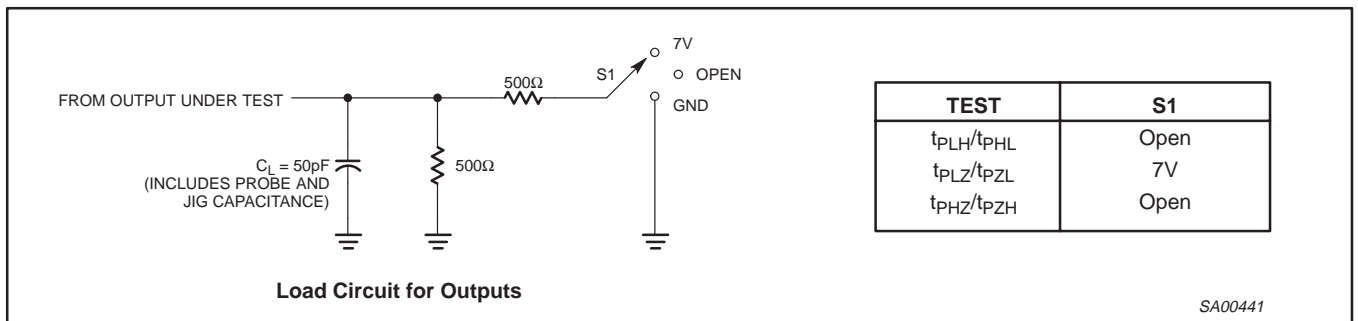 7V
S1
OPEN
500Ω
FROM OUTPUT UNDER TEST
GND
CL = 50pF
(INCLUDES PROBE AND
JIG CAPACITANCE)
500Ω
Load Circuit for Outputs
TEST S1
tPLH/tPHL Open
tPLZ/tPZL 7V
tPHZ/tPZH Open
SA00441